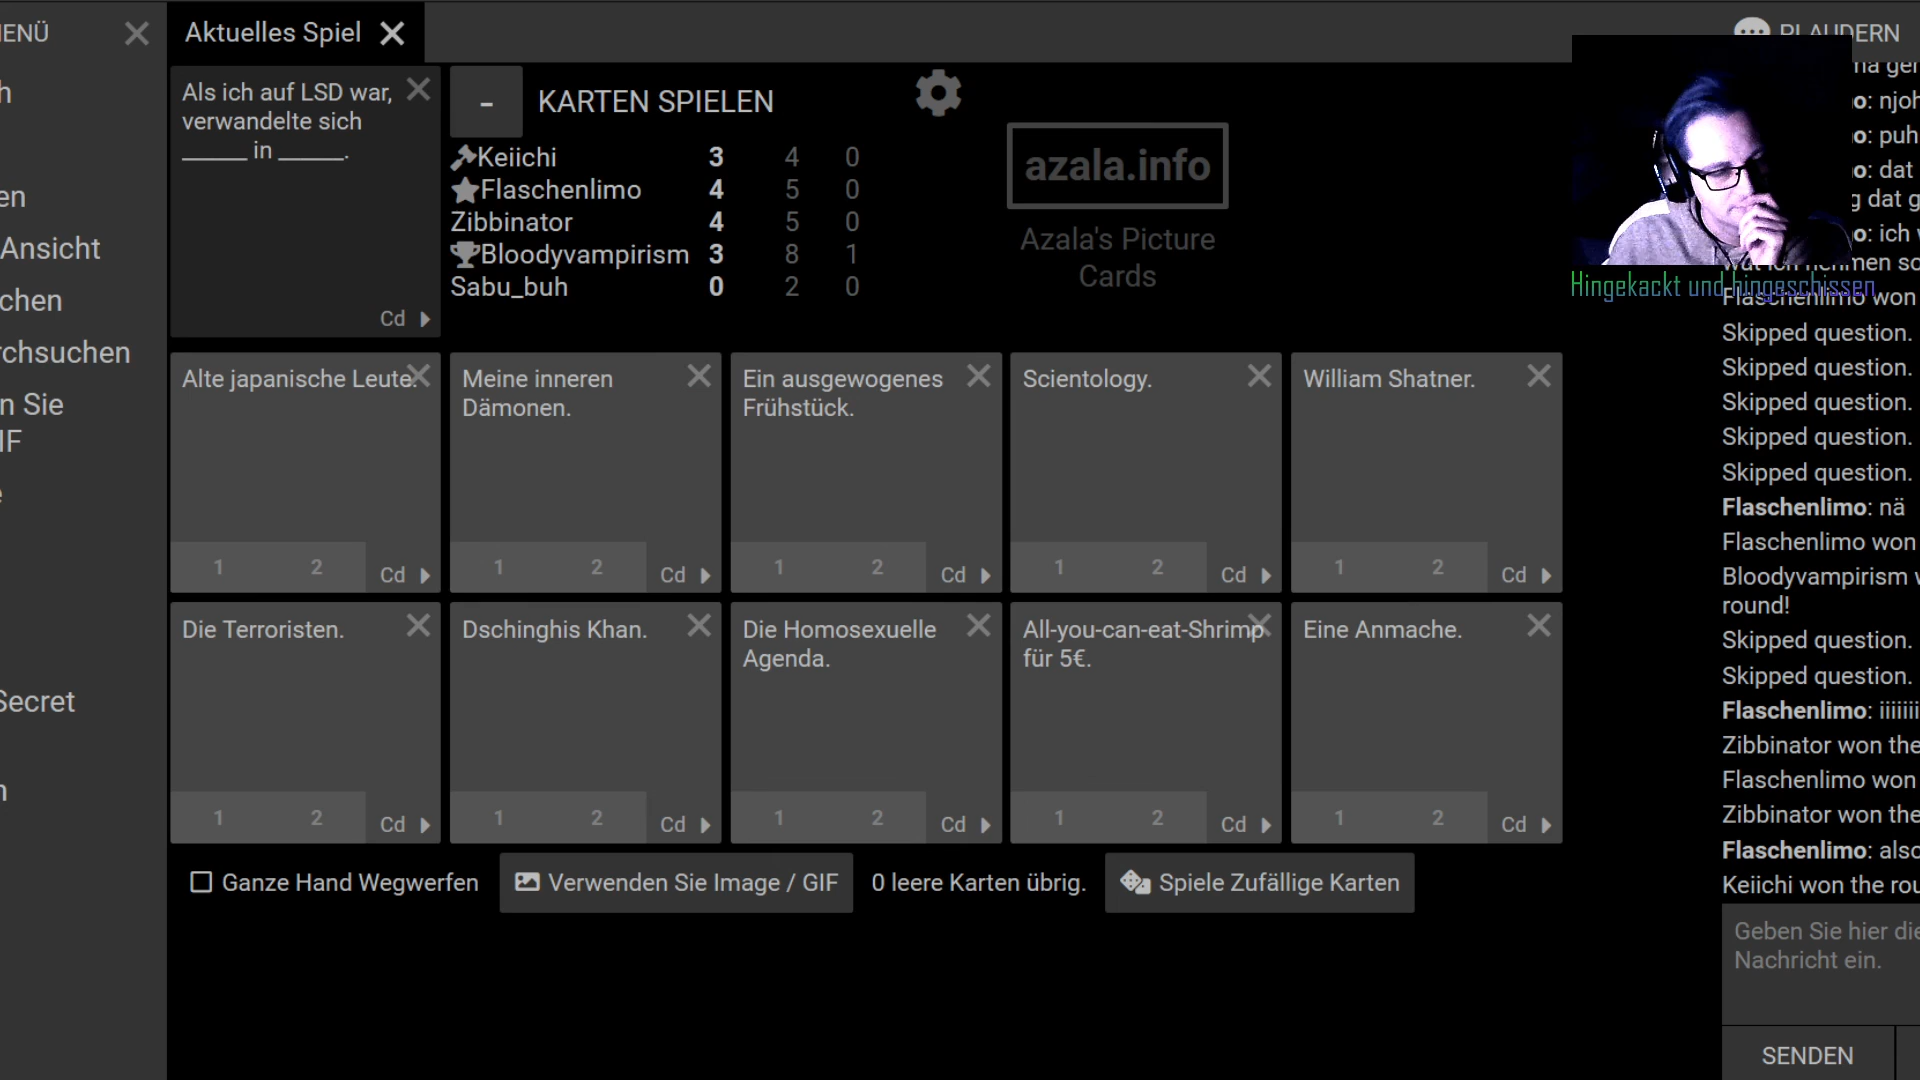 ENÜ
h
en
Ansicht
chen
rchsuchen
n Sie
IF
Secret
n
Aktuelles Spiel
Als ich auf LSD war,
verwandelte sich
_____ in _____.
Cd
-
KARTEN SPIELEN
Keiichi 3 4 0
Flaschenlimo 4 5 0
Zibbinator 4 5 0
Bloodyvampirism 3 8 1
Sabu_buh 0 2 0
azala.info
Azala's Picture
Cards
Alte japanische Leute.
1 2 Cd
Meine inneren
Dämonen.
1 2 Cd
Ein ausgewogenes
Frühstück.
1 2 Cd
Scientology.
1 2 Cd
William Shatner.
1 2 Cd
Die Terroristen.
1 2 Cd
Dschinghis Khan.
1 2 Cd
Die Homosexuelle
Agenda.
1 2 Cd
All-you-can-eat-Shrimp
für 5€.
1 2 Cd
Eine Anmache.
1 2 Cd
Ganze Hand Wegwerfen
Verwenden Sie Image / GIF
0 leere Karten übrig.
Spiele Zufällige Karten
PLAUDERN
o: njoh
o: puh
o: dat
g dat g
o: ich w
Hingekackt und hingeschissen
Flaschenlimo won
Skipped question.
Skipped question.
Skipped question.
Skipped question.
Skipped question.
Flaschenlimo: nä
Flaschenlimo won
Bloodyvampirism w
round!
Skipped question.
Skipped question.
Flaschenlimo: iiiiiii
Zibbinator won the
Flaschenlimo won
Zibbinator won the
Flaschenlimo: also
Keiichi won the rou
Geben Sie hier die
Nachricht ein.
SENDEN